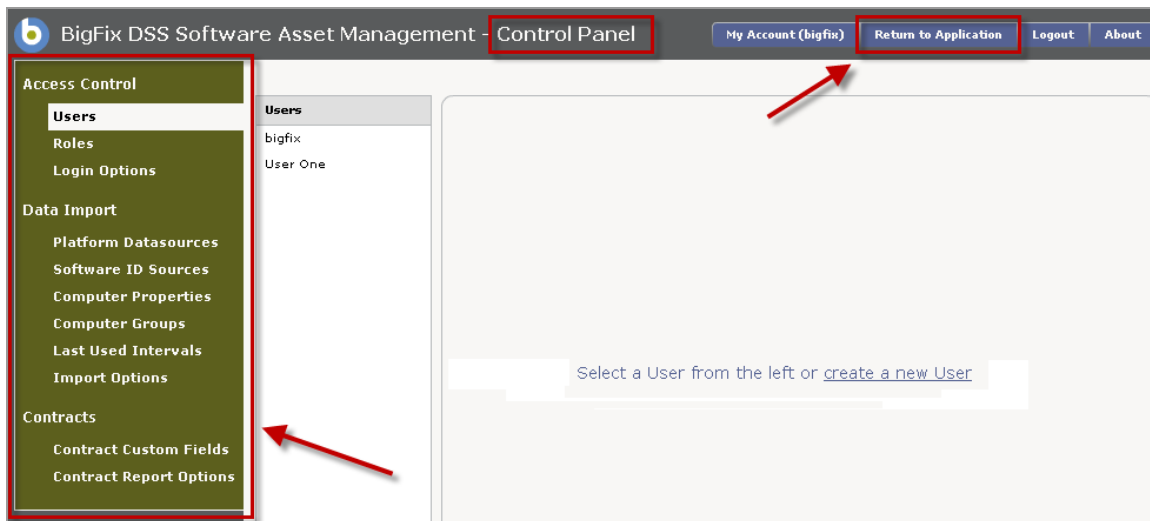 b BigFix DSS Software Asset Management - Control Panel
My Account (bigfix) Return to Application Logout About
Access Control
Users
Roles
Login Options
Data Import
Platform Datasources
Software ID Sources
Computer Properties
Computer Groups
Last Used Intervals
Import Options
Contracts
Contract Custom Fields
Contract Report Options
Users
bigfix
User One
Select a User from the left or create a new User